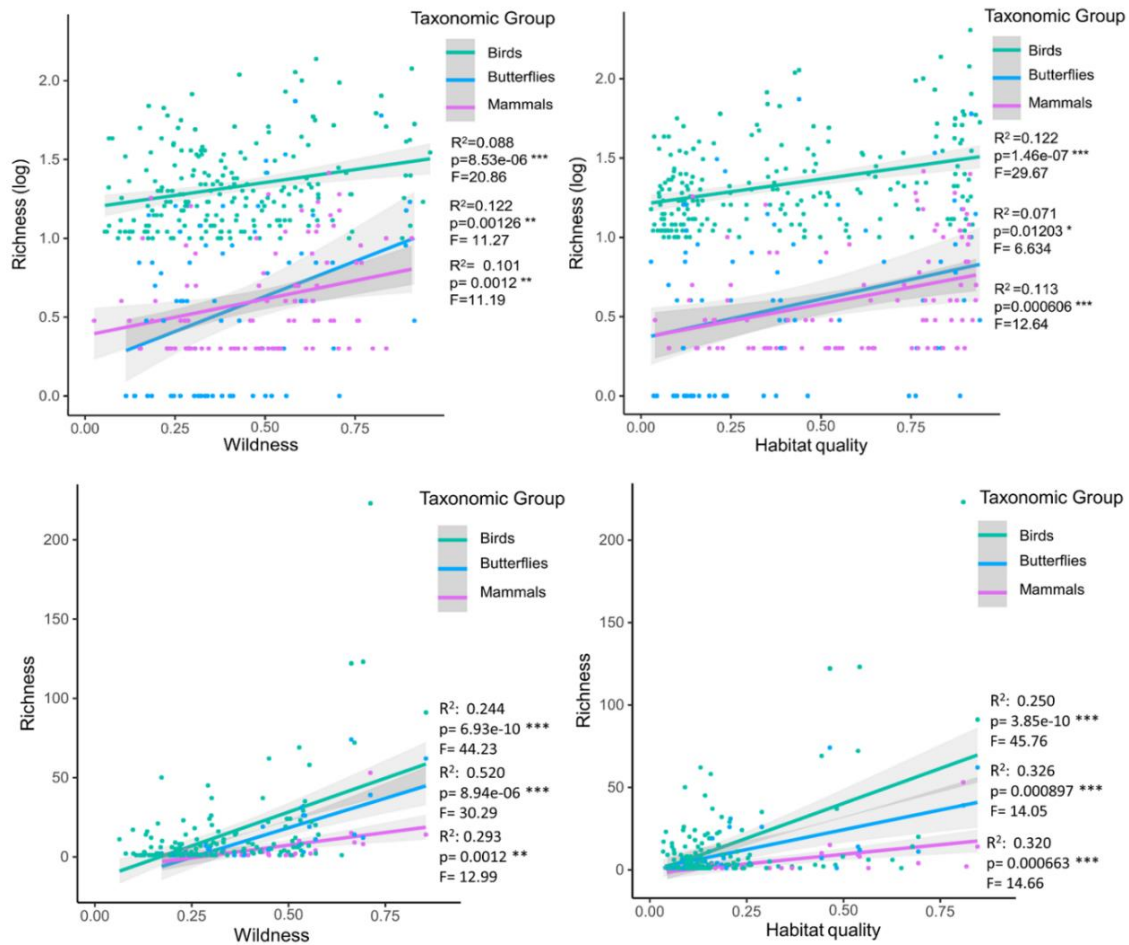 Taxonomic Group
Birds
Butterflies
Mammals
R²=0.088
p=8.53e-06 ***
F=20.86
R²=0.122
p=0.00126 **
F= 11.27
R²= 0.101
p= 0.0012 **
F=11.19
Richness (log)
2.0
1.5
1.0
0.5
0.0
0.00 0.25 0.50 0.75
Wildness
Taxonomic Group
Birds
Butterflies
Mammals
R²=0.122
p=1.46e-07 ***
F=29.67
R²=0.071
p=0.01203 *
F= 6.634
R²=0.113
p=0.000606 ***
F=12.64
Richness (log)
2.0
1.5
1.0
0.5
0.0
0.00 0.25 0.50 0.75
Habitat quality
Taxonomic Group
Birds
Butterflies
Mammals
R²: 0.244
p= 6.93e-10 ***
F= 44.23
R²: 0.520
p= 8.94e-06 ***
F= 30.29
R²: 0.293
p= 0.0012 **
F= 12.99
Richness
200
150
100
50
0
0.00 0.25 0.50 0.75
Wildness
Taxonomic Group
Birds
Butterflies
Mammals
R²: 0.250
p= 3.85e-10 ***
F= 45.76
R²: 0.326
p= 0.000897 ***
F= 14.05
R²: 0.320
p= 0.000663 ***
F= 14.66
Richness
200
150
100
50
0
0.00 0.25 0.50 0.75
Habitat quality